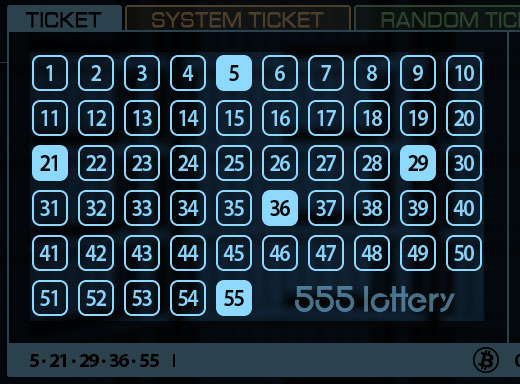 TICKET SYSTEM TICKET RANDOM TIC
1 2 3 4 5 6 7 8 9 10
11 12 13 14 15 16 17 18 19 20
21 22 23 24 25 26 27 28 29 30
31 32 33 34 35 36 37 38 39 40
41 42 43 44 45 46 47 48 49 50
51 52 53 54 55 555 lottery
5·21·29·36·55 |